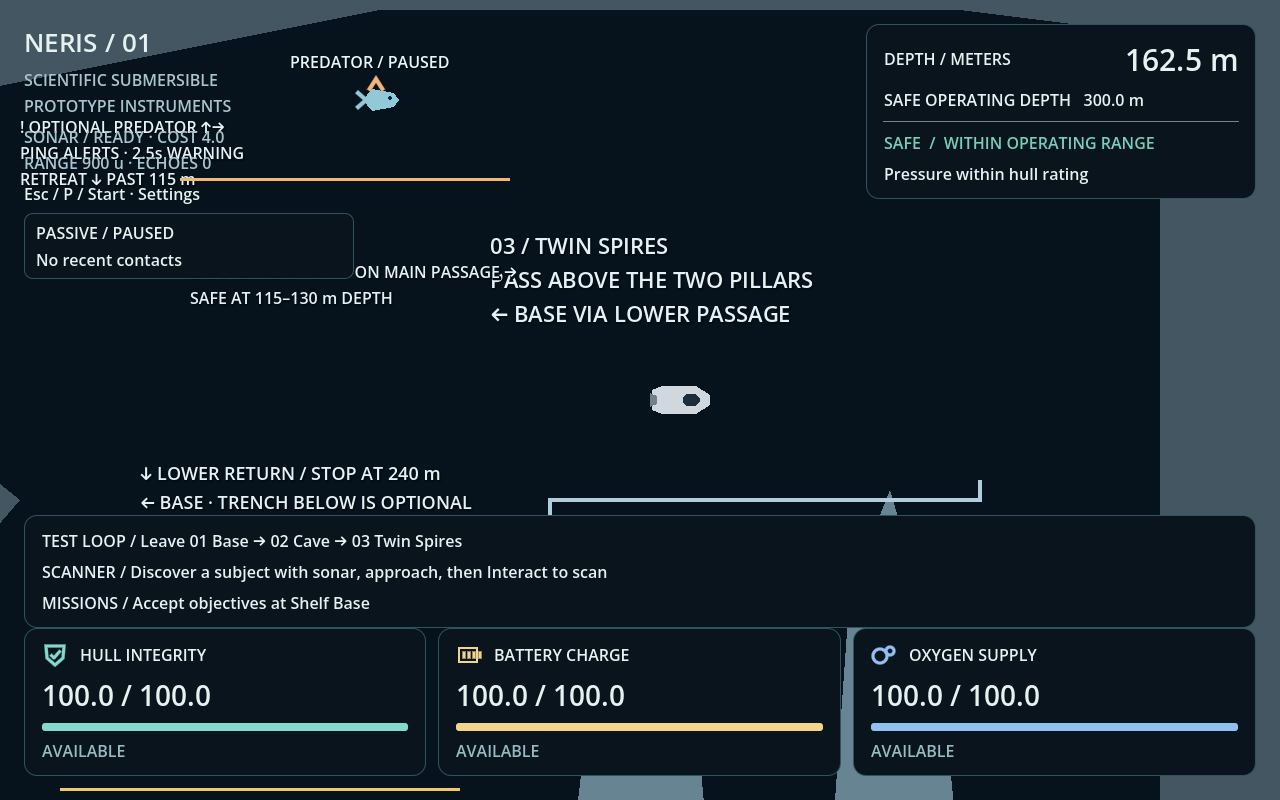 NERIS / 01
SCIENTIFIC SUBMERSIBLE
PROTOTYPE INSTRUMENTS
! OPTIONAL PREDATOR ↑→
SONAR / READY · COST 4.0
PING ALERTS · 2.5s WARNING
RANGE 900 u · ECHOES 0
RETREAT ↓ PAST 115 m
Esc / P / Start · Settings
PASSIVE / PAUSED
No recent contacts
PREDATOR / PAUSED
DEPTH / METERS 162.5 m
SAFE OPERATING DEPTH 300.0 m
SAFE / WITHIN OPERATING RANGE
Pressure within hull rating
ON MAIN PASSAGE →
SAFE AT 115–130 m DEPTH
03 / TWIN SPIRES
PASS ABOVE THE TWO PILLARS
← BASE VIA LOWER PASSAGE
↓ LOWER RETURN / STOP AT 240 m
← BASE · TRENCH BELOW IS OPTIONAL
TEST LOOP / Leave 01 Base → 02 Cave → 03 Twin Spires
SCANNER / Discover a subject with sonar, approach, then Interact to scan
MISSIONS / Accept objectives at Shelf Base
HULL INTEGRITY
100.0 / 100.0
AVAILABLE
BATTERY CHARGE
100.0 / 100.0
AVAILABLE
OXYGEN SUPPLY
100.0 / 100.0
AVAILABLE